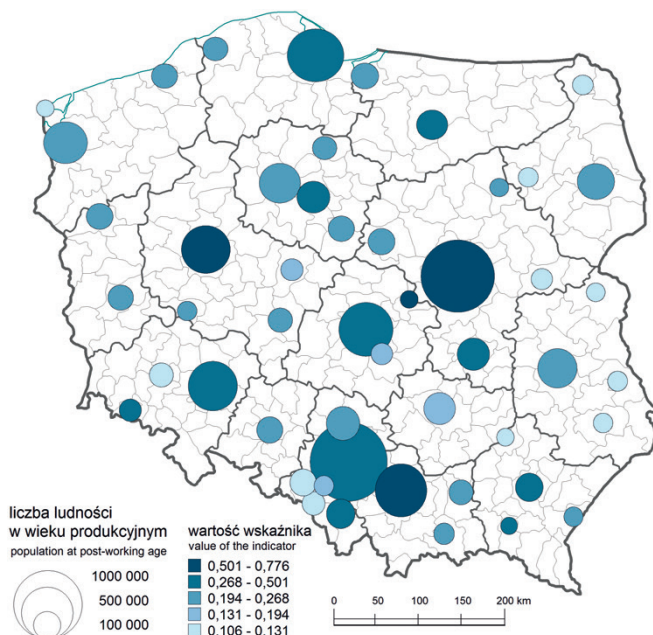 liczba ludności
w wieku produkcyjnym
population at post-working age
1000 000
500 000
100 000
wartość wskaźnika
value of the indicator
0,501 - 0,776
0,268 - 0,501
0,194 - 0,268
0,131 - 0,194
0,106 - 0,131
0 50 100 150 200 km